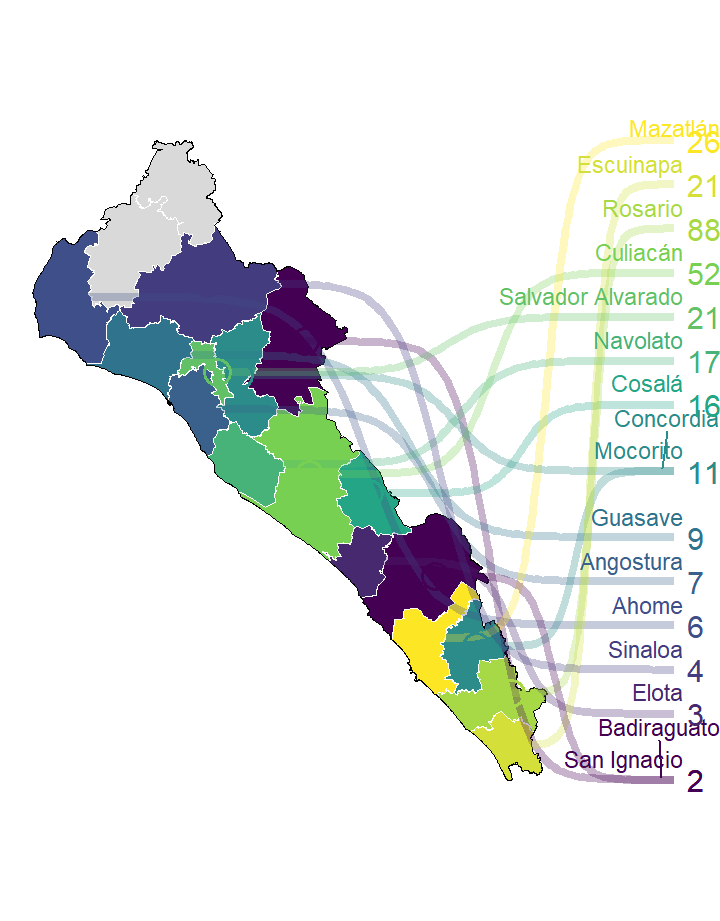 Mazatlán
26
Escuinapa
21
Rosario
88
Culiacán
52
Salvador Alvarado
21
Navolato
17
Cosalá
16
Concordia
Mocorito
11
Guasave
9
Angostura
7
Ahome
6
Sinaloa
4
Elota
3
Badiraguato
San Ignacio
2